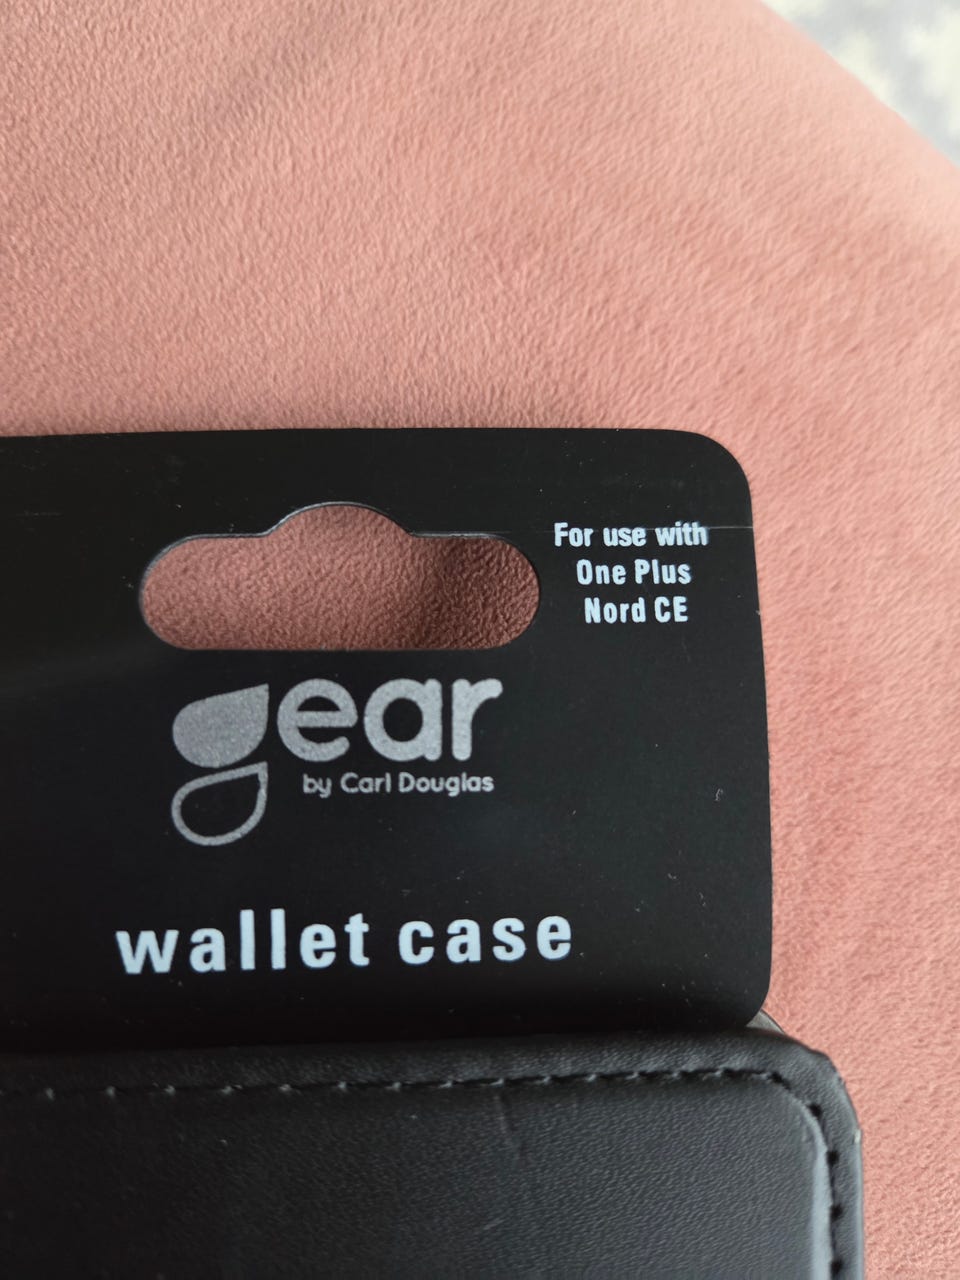 For use with
One Plus
Nord CE
gear
by Carl Douglas
wallet case